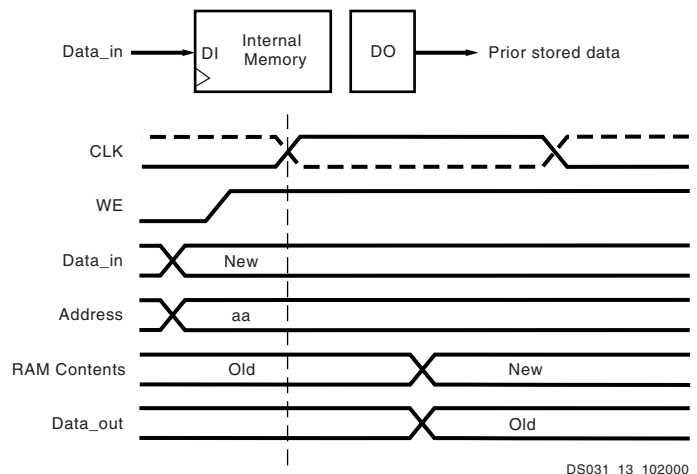 Data_in DI Internal Memory DO Prior stored data
CLK
WE
Data_in New
Address aa
RAM Contents Old New
Data_out Old
DS031_13_102000